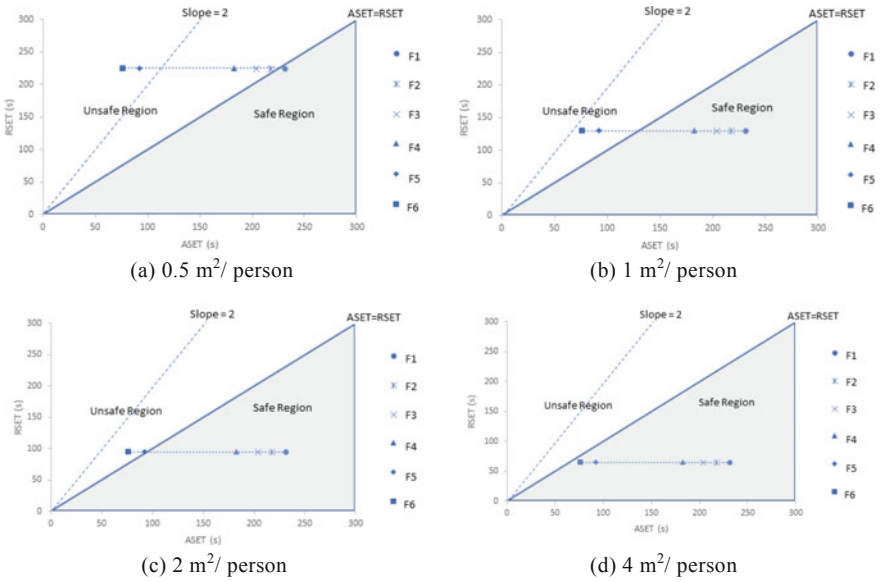 Slope = 2
ASET=RSET
300
250
200
150
100
50
0
RSET (s)
Unsafe Region
Safe Region
0 50 100 150 200 250 300
ASET (s)
F1
F2
F3
F4
F5
F6
(a) 0.5 m²/ person
Slope = 2
ASET=RSET
300
250
200
150
100
50
0
RSET (s)
Unsafe Region
Safe Region
0 50 100 150 200 250 300
ASET (s)
F1
F2
F3
F4
F5
F6
(b) 1 m²/ person
Slope = 2
ASET=RSET
300
250
200
150
100
50
0
RSET (s)
Unsafe Region
Safe Region
0 50 100 150 200 250 300
ASET (s)
F1
F2
F3
F4
F5
F6
(c) 2 m²/ person
Slope = 2
ASET=RSET
300
250
200
150
100
50
0
RSET (s)
Unsafe Region
Safe Region
0 50 100 150 200 250 300
ASET (s)
F1
F2
F3
F4
F5
F6
(d) 4 m²/ person